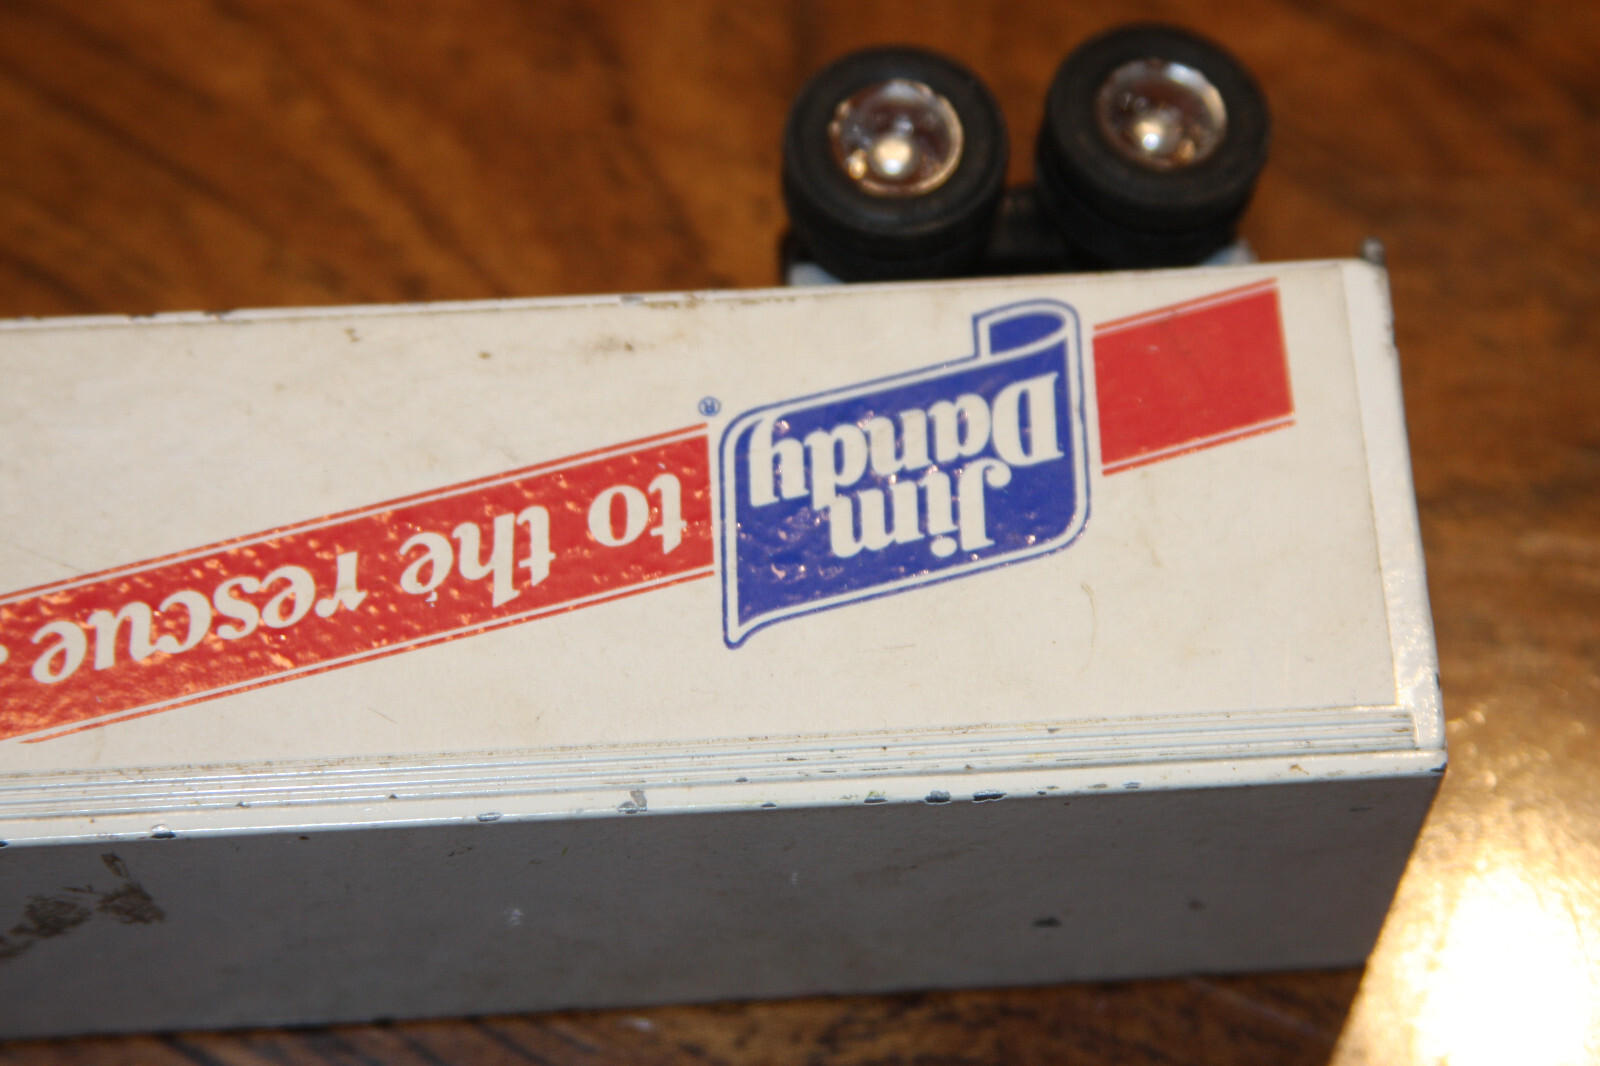 Jim
Dandy®
to the rescue